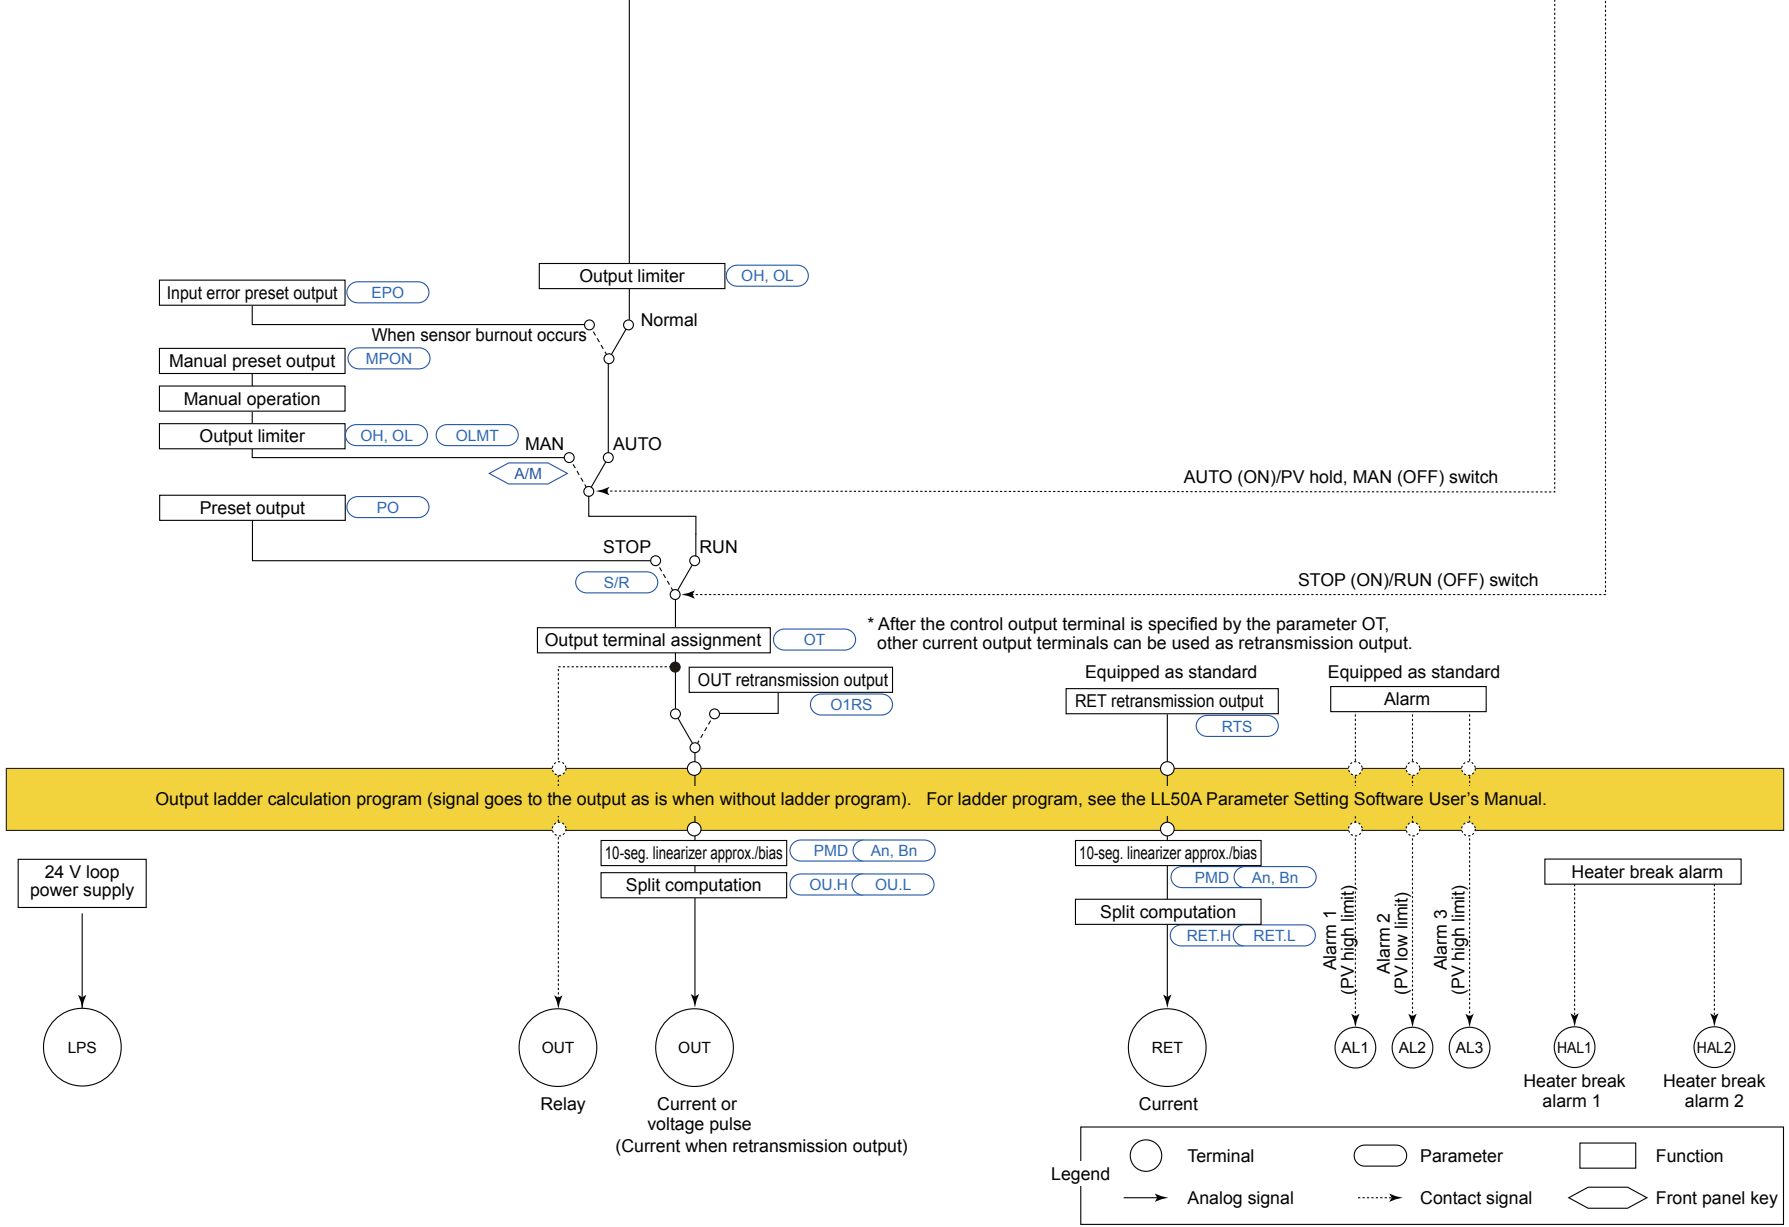 Output limiter
OH, OL
Input error preset output
EPO
Normal
When sensor burnout occurs
Manual preset output
MPON
Manual operation
Output limiter
OH, OL
OLMT
MAN
AUTO
A/M
AUTO (ON)/PV hold, MAN (OFF) switch
Preset output
PO
STOP
RUN
S/R
STOP (ON)/RUN (OFF) switch
Output terminal assignment
OT
* After the control output terminal is specified by the parameter OT,
other current output terminals can be used as retransmission output.
OUT retransmission output
O1RS
Equipped as standard
RET retransmission output
RTS
Equipped as standard
Alarm
Output ladder calculation program (signal goes to the output as is when without ladder program). For ladder program, see the LL50A Parameter Setting Software User's Manual.
24 V loop
power supply
10-seg. linearizer approx./bias
PMD
An, Bn
Split computation
OU.H
OU.L
10-seg. linearizer approx./bias
PMD
An, Bn
Split computation
RET.H
RET.L
Alarm 1
(PV high limit)
Alarm 2
(PV low limit)
Alarm 3
(PV high limit)
Heater break alarm
LPS
OUT
OUT
RET
AL1
AL2
AL3
HAL1
HAL2
Relay
Current or
voltage pulse
(Current when retransmission output)
Current
Heater break
alarm 1
Heater break
alarm 2
Legend
Terminal
Parameter
Function
Analog signal
Contact signal
Front panel key